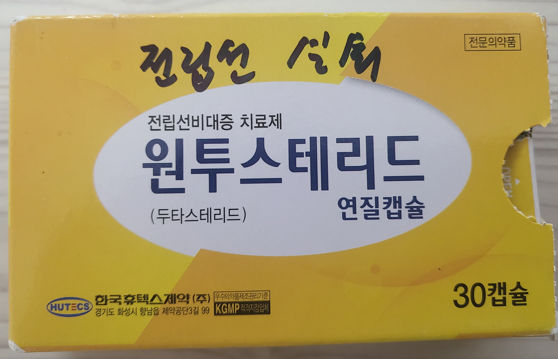 전립선
전문의약품
전립선비대증 치료제
원투스테리드
(두타스테리드)
연질캡슐
HUTECS 한국휴텍스제약(주)
경기도 화성시 향남읍 제약공단3길 99
KGMP
30캡슐